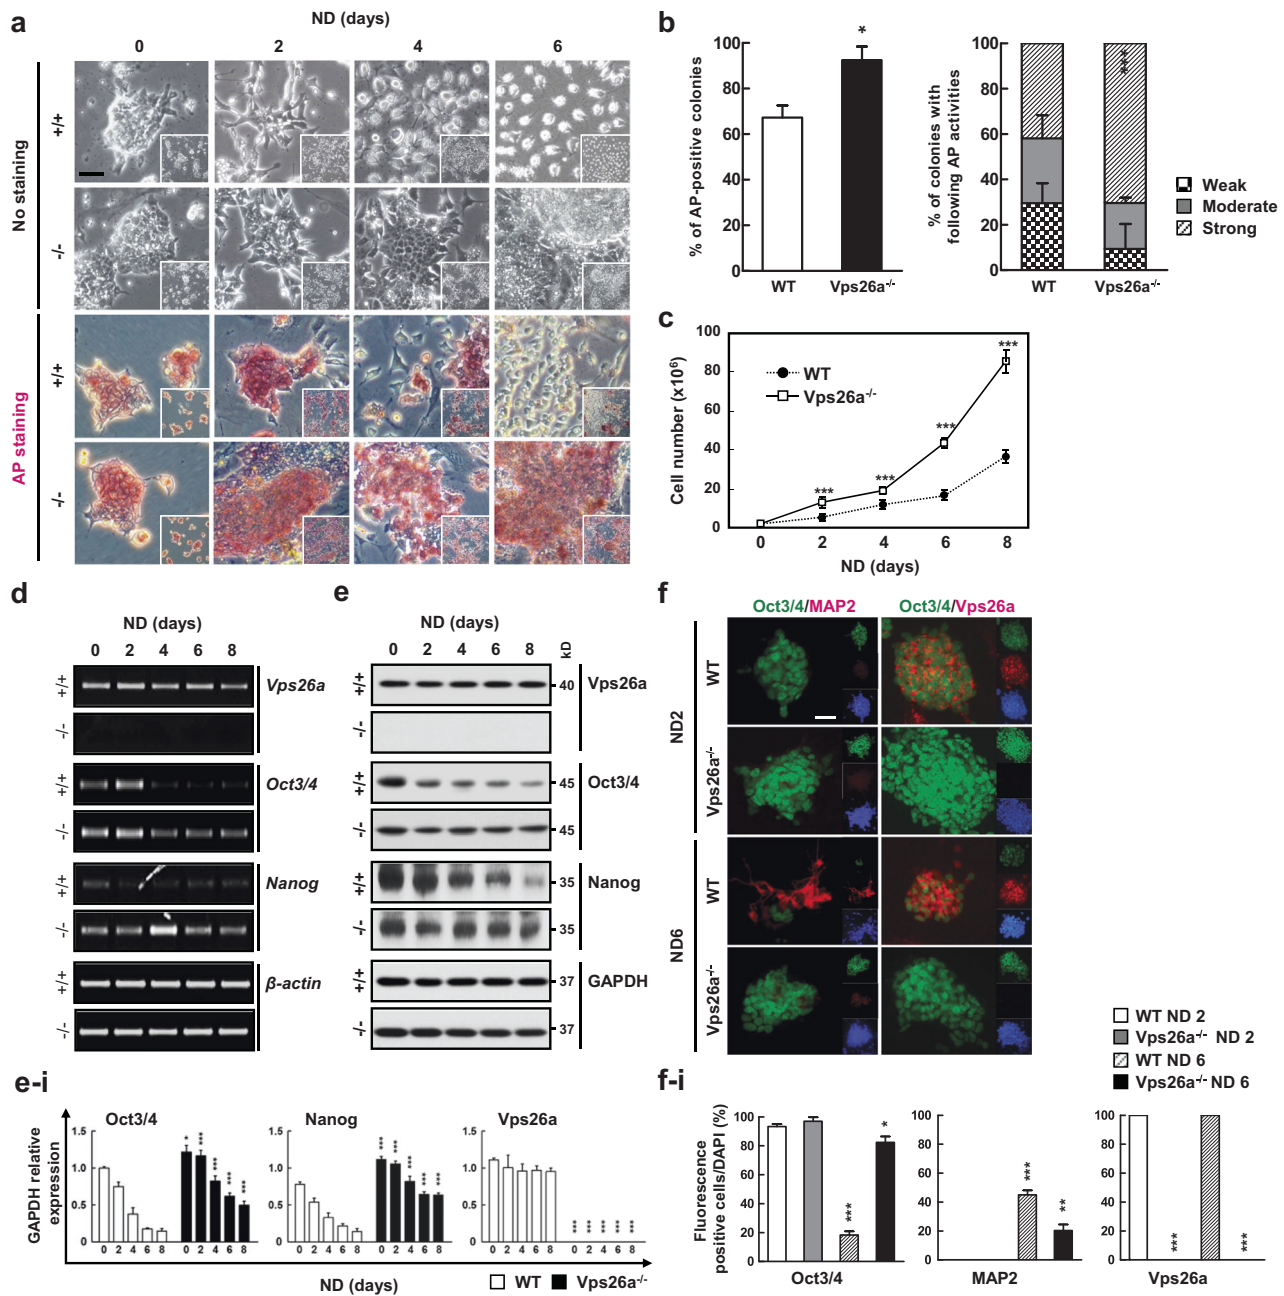 a
ND (days)
0 2 4 6
No staining
+/+
-/-
AP staining
+/+
-/-
b
% of AP-positive colonies
100
80
60
40
20
0
*
WT Vps26a-/-
% of colonies with
following AP activities
100
80
60
40
20
0
***
WT Vps26a-/-
Weak
Moderate
Strong
c
Cell number (x10⁶)
100
80
60
40
20
0
WT
Vps26a-/-
*** *** *** ***
0 2 4 6 8
ND (days)
d
ND (days)
0 2 4 6 8
+/+ Vps26a
-/-
+/+ Oct3/4
-/-
+/+ Nanog
-/-
+/+ β-actin
-/-
e
ND (days)
0 2 4 6 8 kD
+/+ 40 Vps26a
-/-
+/+ 45 Oct3/4
-/- 45
+/+ 35 Nanog
-/- 35
+/+ 37 GAPDH
-/- 37
f
Oct3/4/MAP2 Oct3/4/Vps26a
ND2
WT
Vps26a-/-
ND6
WT
Vps26a-/-
e-i
GAPDH relative
expression
Oct3/4 Nanog Vps26a
1.5 1.5 1.5
1.0 1.0 1.0
0.5 0.5 0.5
0 0 0
* *** *** *** *** *** *** *** *** *** *** *** *** *** ***
0 2 4 6 8 0 2 4 6 8 0 2 4 6 8 0 2 4 6 8 0 2 4 6 8 0 2 4 6 8
ND (days)
WT Vps26a-/-
f-i
WT ND 2
Vps26a-/- ND 2
WT ND 6
Vps26a-/- ND 6
Fluorescence
positive cells/DAPI (%)
100 100 100
80 80 80
60 60 60
40 40 40
20 20 20
0 0 0
*** * *** ** *** ***
Oct3/4 MAP2 Vps26a